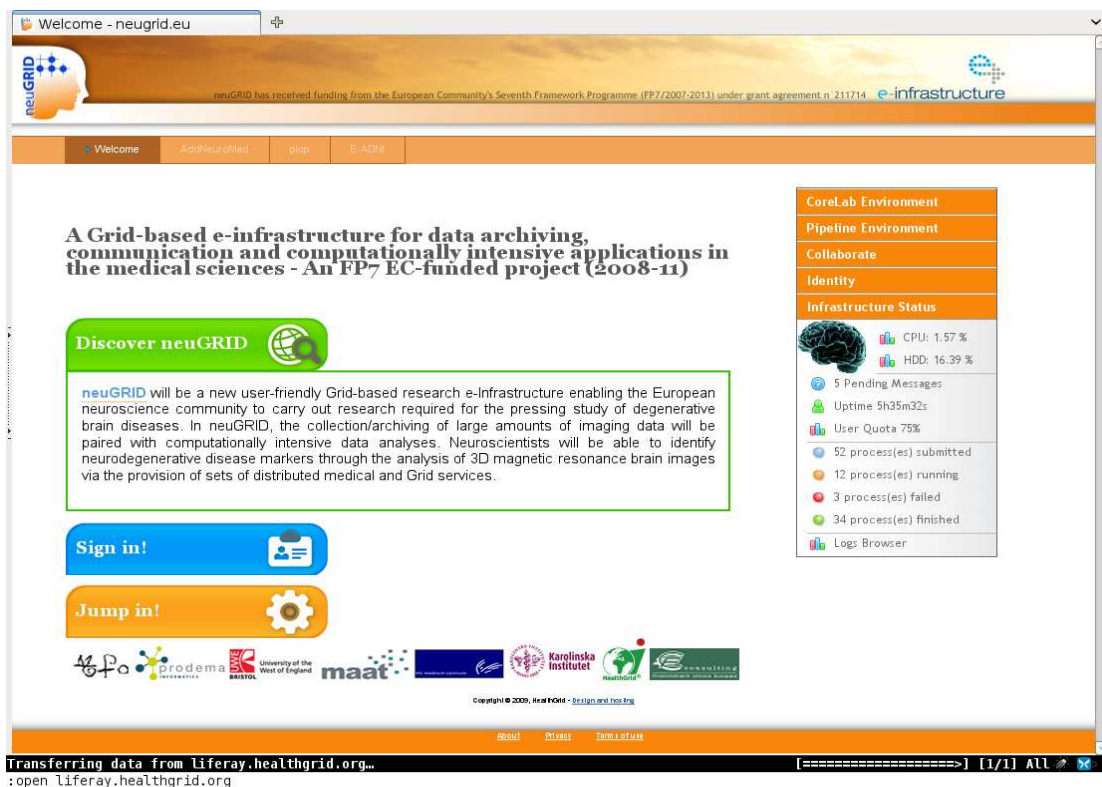 Welcome - neugrid.eu
neuGRID
neuGRID has received funding from the European Community's Seventh Framework Programme (FP7/2007-2013) under grant agreement n°211714
e-infrastructure
Welcome
AddNeuroMed
plop
E-ADNI
A Grid-based e-infrastructure for data archiving,
communication and computationally intensive applications in
the medical sciences - An FP7 EC-funded project (2008-11)
Discover neuGRID
neuGRID will be a new user-friendly Grid-based research e-Infrastructure enabling the European
neuroscience community to carry out research required for the pressing study of degenerative
brain diseases. In neuGRID, the collection/archiving of large amounts of imaging data will be
paired with computationally intensive data analyses. Neuroscientists will be able to identify
neurodegenerative disease markers through the analysis of 3D magnetic resonance brain images
via the provision of sets of distributed medical and Grid services.
Sign in!
Jump in!
CoreLab Environment
Pipeline Environment
Collaborate
Identity
Infrastructure Status
CPU: 1.57 %
HDD: 16.39 %
5 Pending Messages
Uptime 5h35m32s
User Quota 75%
52 process(es) submitted
12 process(es) running
3 process(es) failed
34 process(es) finished
Logs Browser
prodema
INFORMATICS
UWE
BRISTOL
University of the
West of England
maat
Karolinska
Institutet
HealthGrid
consulting
Copyright © 2009, HealthGrid - Design and hosting
About
Privacy
Terms of use
Transferring data from liferay.healthgrid.org…
[===================>] [1/1] All
:open liferay.healthgrid.org